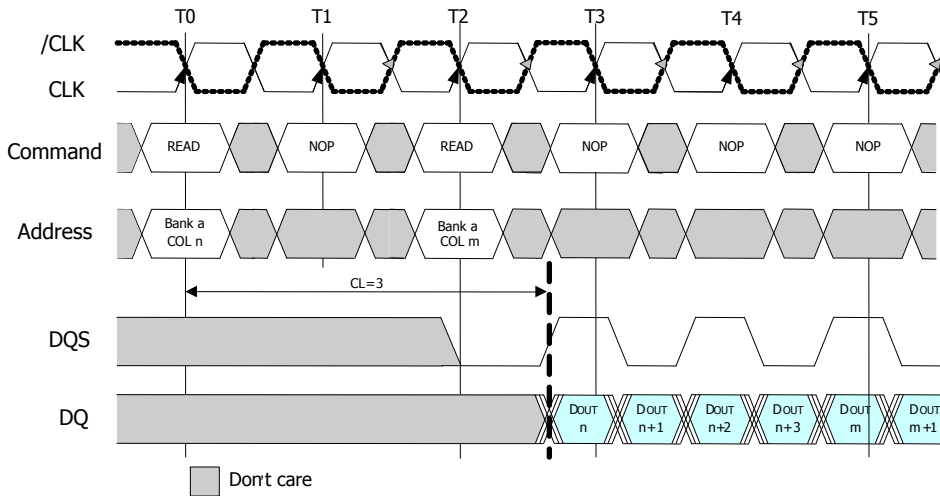 T0 T1 T2 T3 T4 T5
/CLK
CLK
Command READ NOP READ NOP NOP NOP
Address Bank a COL n Bank a COL m
CL=3
DQS
DQ DOUT n DOUT n+1 DOUT n+2 DOUT n+3 DOUT m DOUT m+1
Don't care